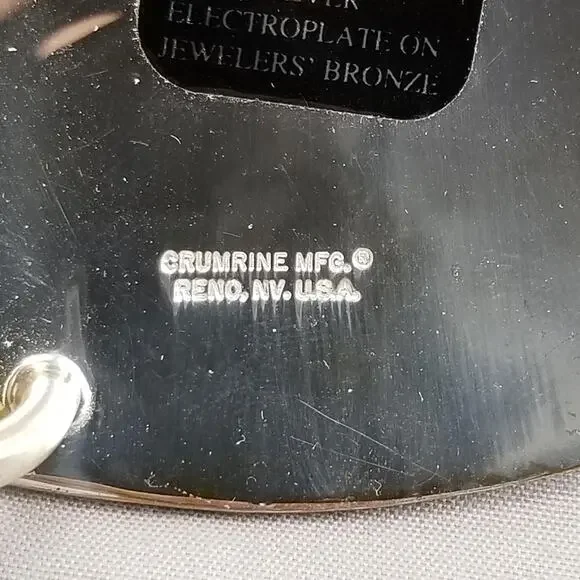 ELECTROPLATE ON
JEWELERS' BRONZE
CRUMRINE MFG.®
RENO, NV. U.S.A.